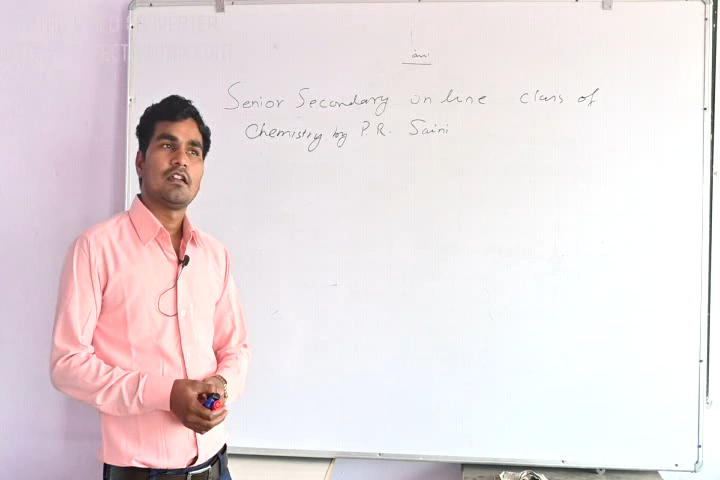 Senior Secondary on line class of
Chemistry by P.R. Saini